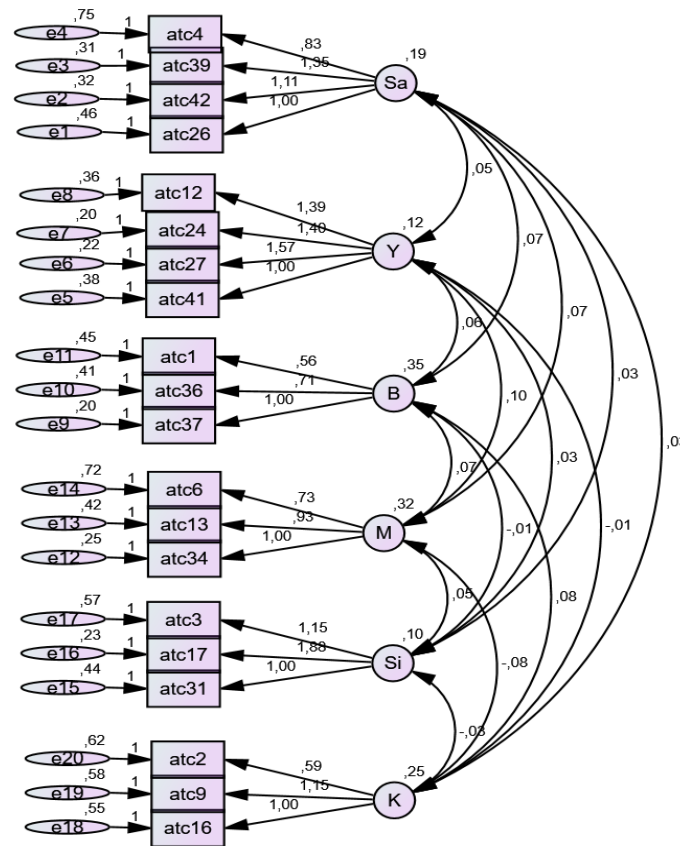 ,75
e4 1 atc4
,31
e3 1 atc39
,32
e2 1 atc42
,46
e1 1 atc26
,83
1,35
1,11
1,00
,19
Sa
,36
e8 1 atc12
,20
e7 1 atc24
,22
e6 1 atc27
,38
e5 1 atc41
1,39
1,40
1,57
1,00
,12
Y
,45
e11 1 atc1
,41
e10 1 atc36
,20
e9 1 atc37
,56
,71
1,00
,35
B
,72
e14 1 atc6
,42
e13 1 atc13
,25
e12 1 atc34
,73
,93
1,00
,32
M
,57
e17 1 atc3
,23
e16 1 atc17
,44
e15 1 atc31
1,15
1,88
1,00
,10
Si
,62
e20 1 atc2
,58
e19 1 atc9
,55
e18 1 atc16
,59
1,15
1,00
,25
K
,05
,07
,07
,03
,06
,10
,03
-,01
,07
-,01
,08
,05
-,08
-,03